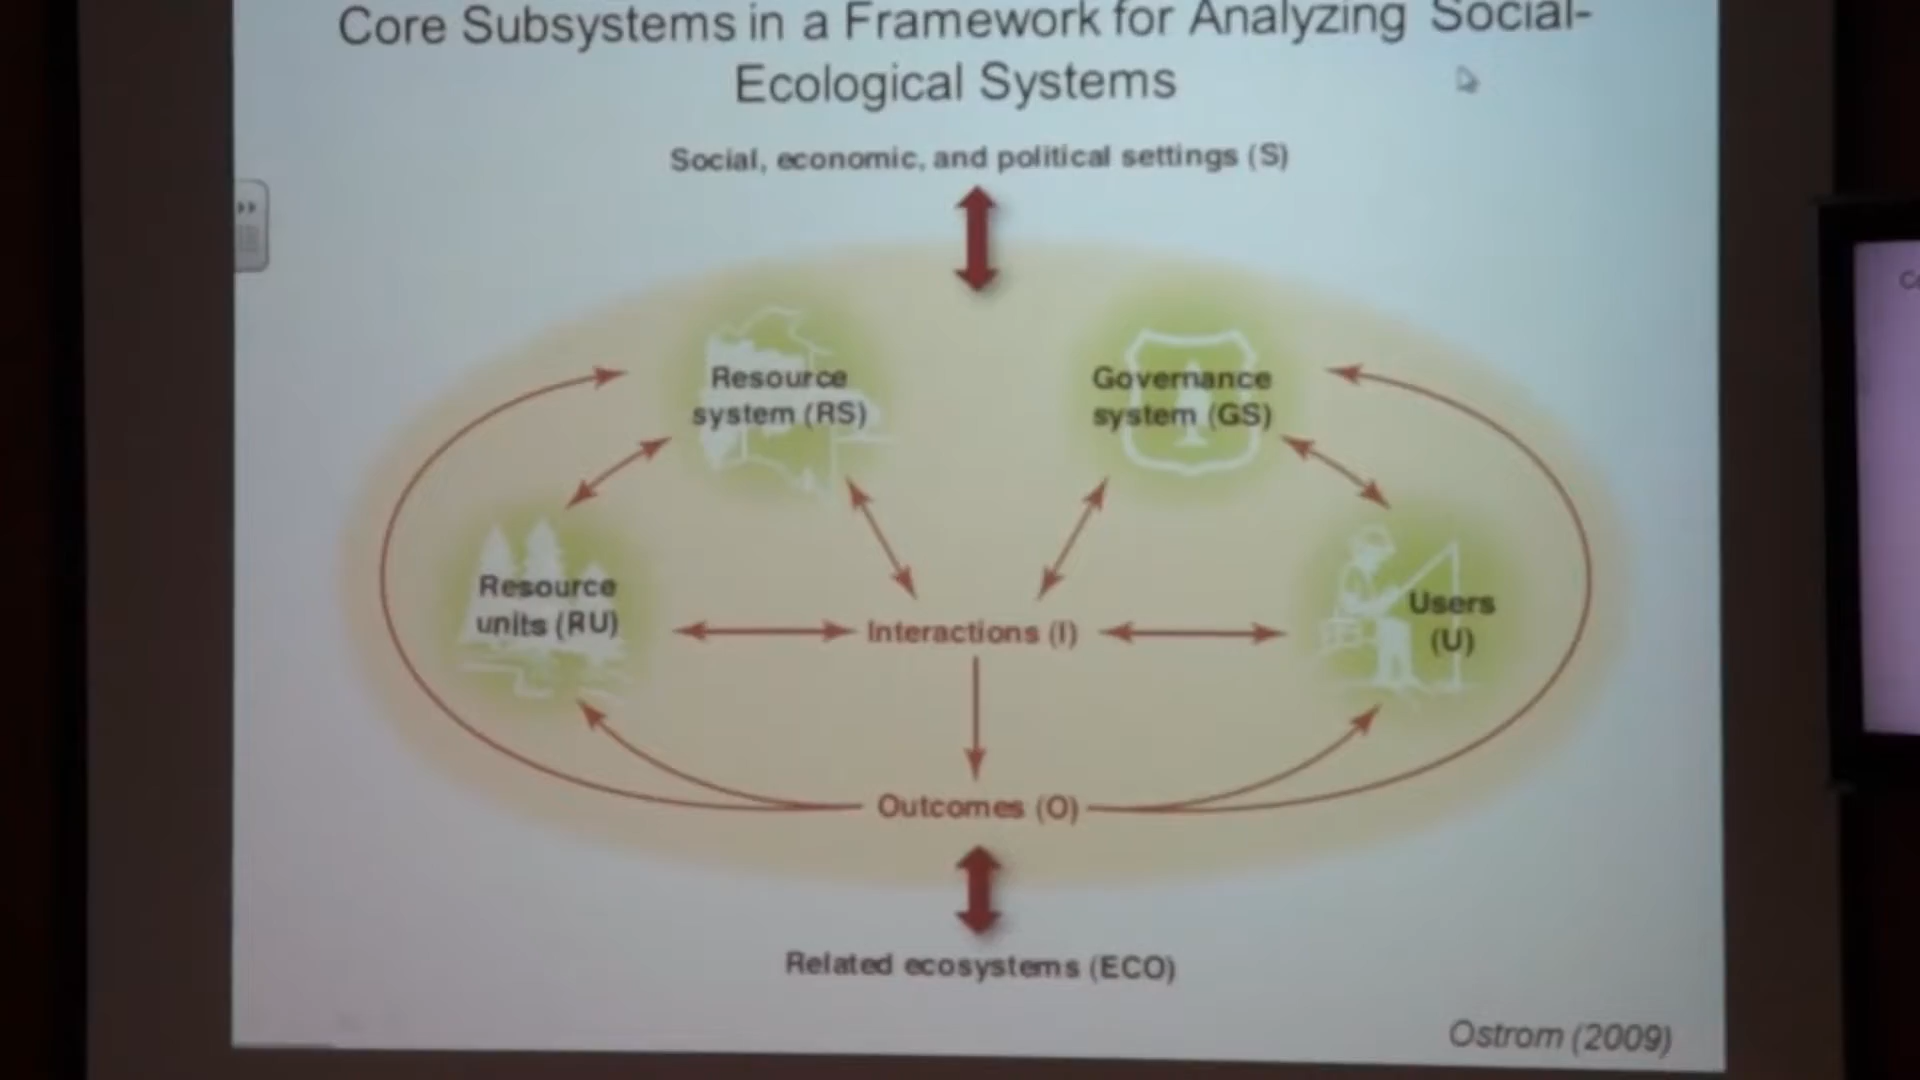 Core Subsystems in a Framework for Analyzing Social-
Ecological Systems
Social, economic, and political settings (S)
Resource
system (RS)
Governance
system (GS)
Resource
units (RU)
Users
(U)
Interactions (I)
Outcomes (O)
Related ecosystems (ECO)
Ostrom (2009)